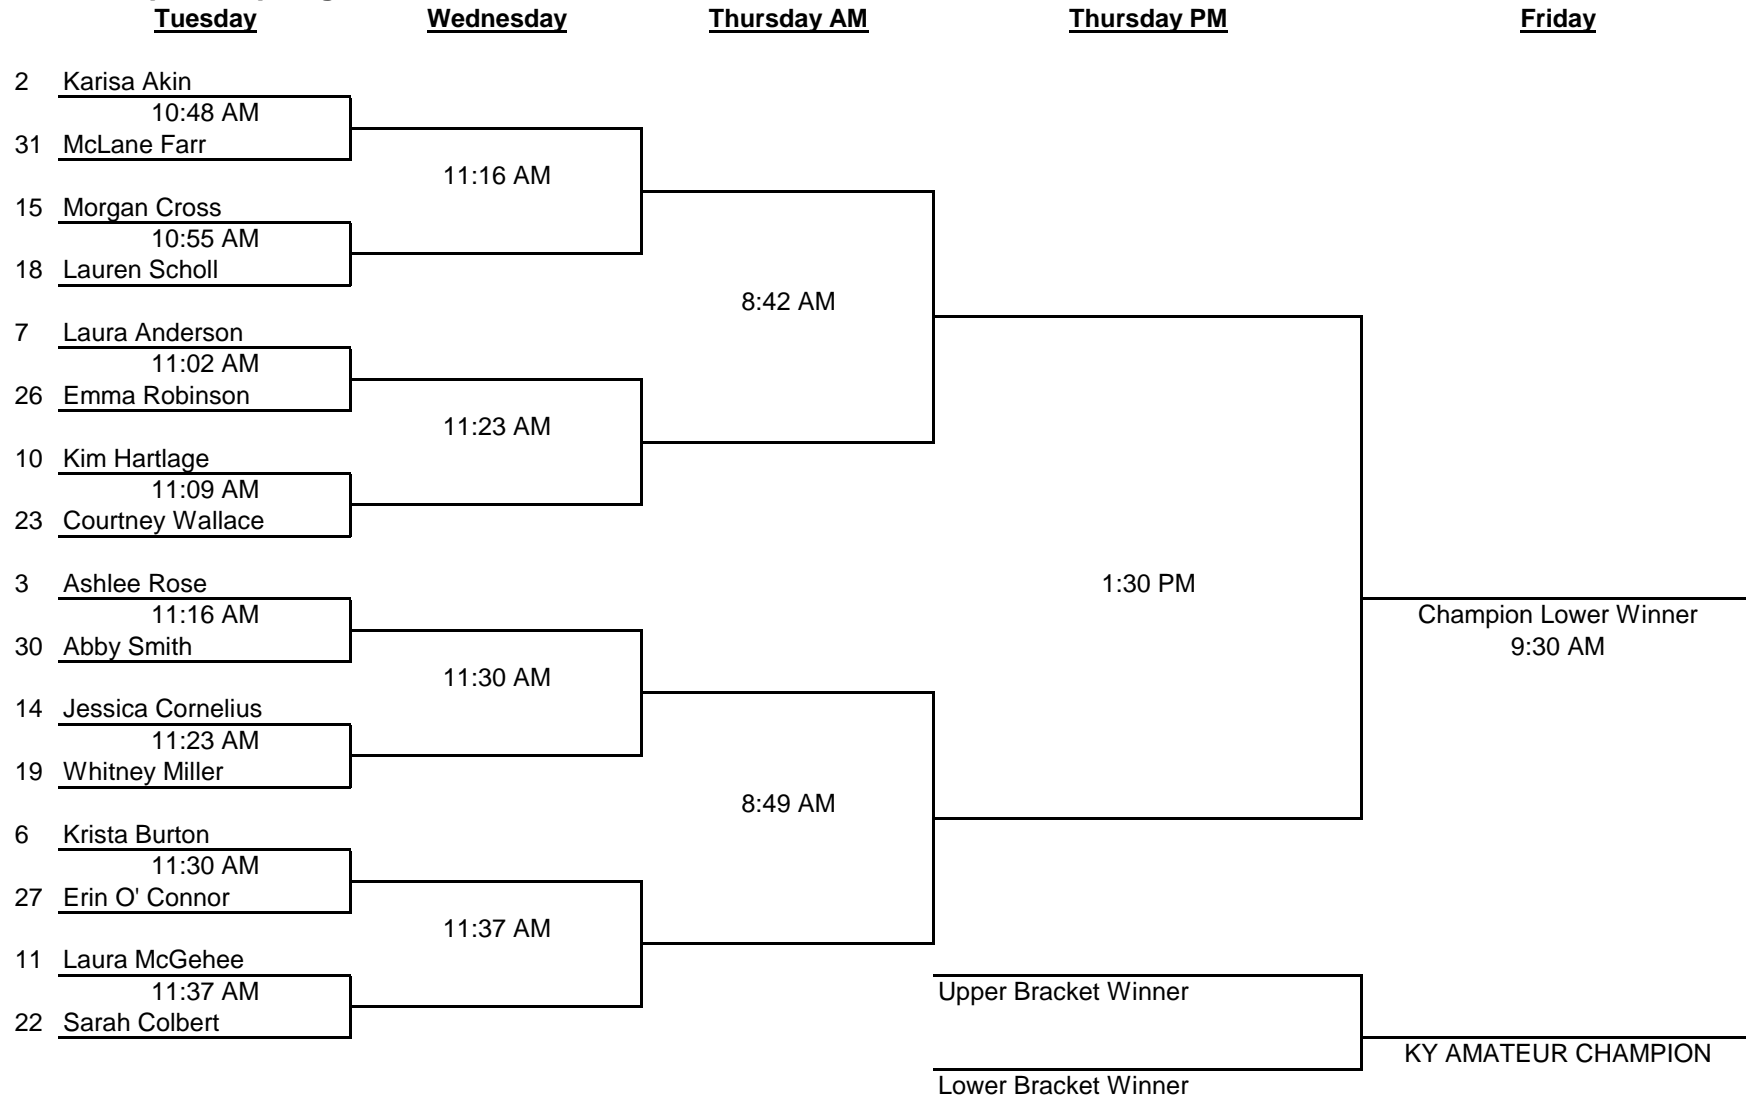 Tuesday Wednesday Thursday AM Thursday PM Friday
2 Karisa Akin
10:48 AM
31 McLane Farr
11:16 AM
15 Morgan Cross
10:55 AM
18 Lauren Scholl
8:42 AM
7 Laura Anderson
11:02 AM
26 Emma Robinson
11:23 AM
10 Kim Hartlage
11:09 AM
23 Courtney Wallace
3 Ashlee Rose
1:30 PM
11:16 AM
Champion Lower Winner
30 Abby Smith
9:30 AM
11:30 AM
14 Jessica Cornelius
11:23 AM
19 Whitney Miller
8:49 AM
6 Krista Burton
11:30 AM
27 Erin O' Connor
11:37 AM
11 Laura McGehee
11:37 AM
Upper Bracket Winner
22 Sarah Colbert
KY AMATEUR CHAMPION
Lower Bracket Winner